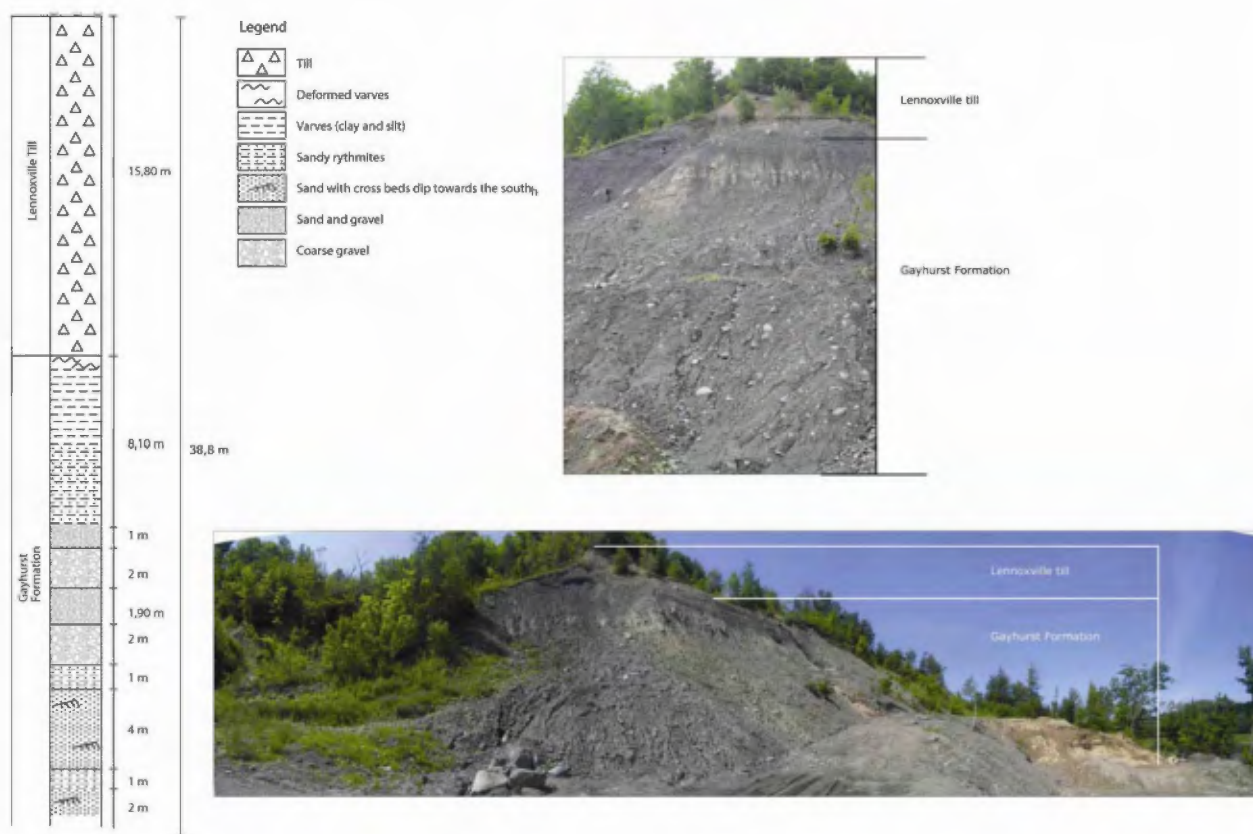 Lennoxville Till
15,80 m
Gayhurst
Formation
8,10 m
38,8 m
1 m
2 m
1,90 m
2 m
1 m
4 m
1 m
2 m
Legend
Till
Deformed varves
Varves (clay and silt)
Sandy rythmites
Sand with cross beds dip towards the southh
Sand and gravel
Coarse gravel
Lennoxville till
Gayhurst Formation
Lennoxville till
Gayhurst Formation